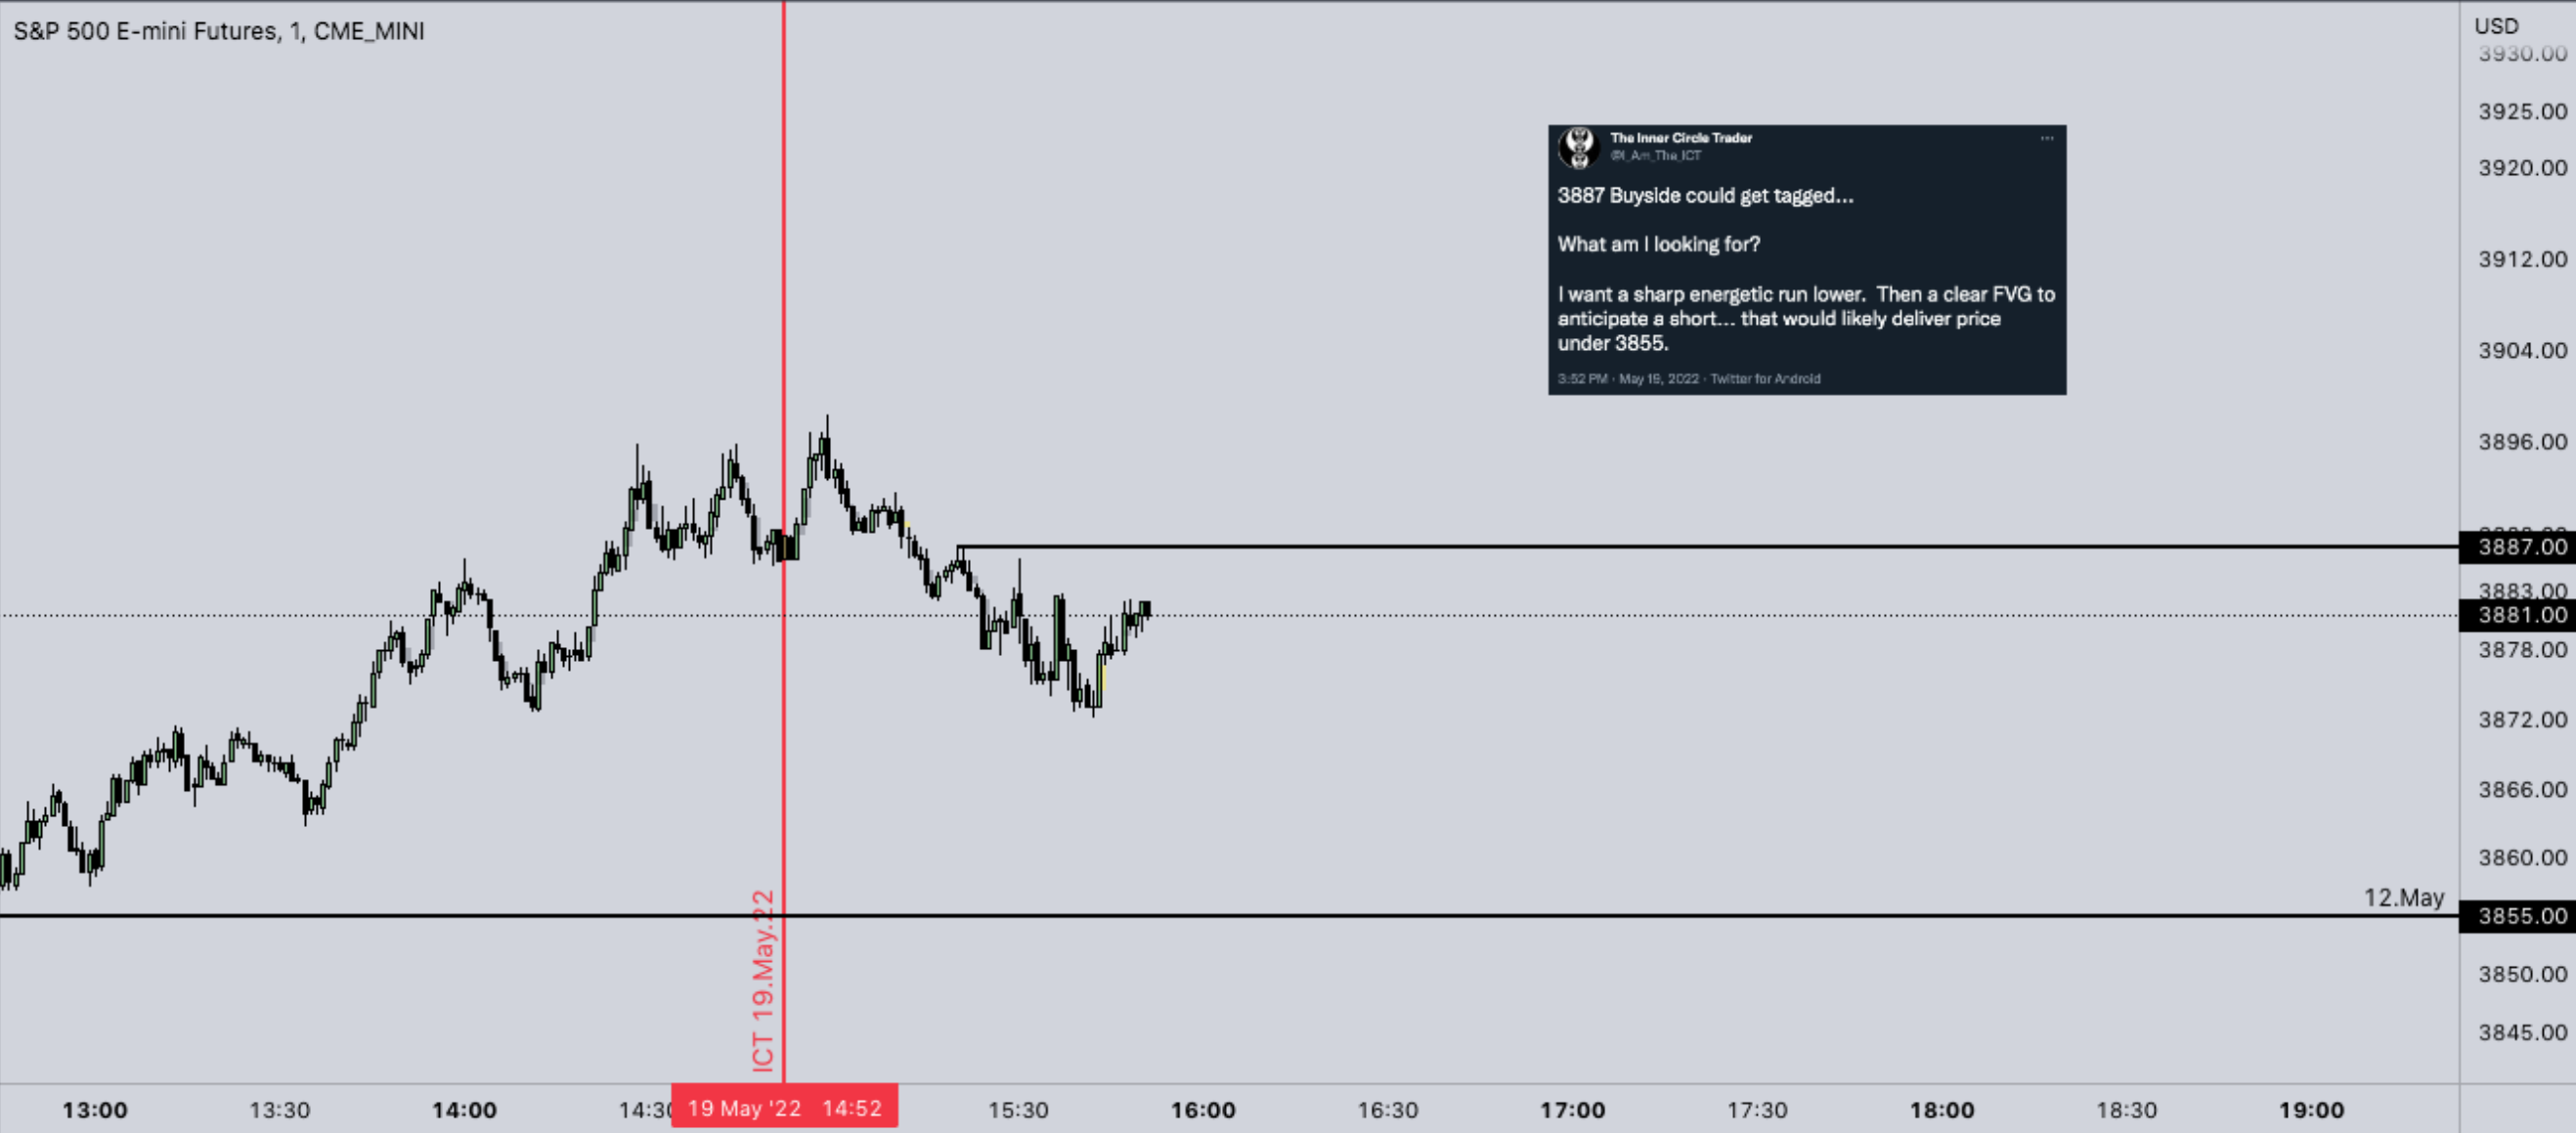 S&P 500 E-mini Futures, 1, CME_MINI
USD
3930.00
3925.00
3920.00
3912.00
3904.00
3896.00
3887.00
3883.00
3881.00
3878.00
3872.00
3866.00
3860.00
12.May
3855.00
3850.00
3845.00
The Inner Circle Trader
@I_Am_The_ICT
3887 Buyside could get tagged...
What am I looking for?
I want a sharp energetic run lower. Then a clear FVG to
anticipate a short... that would likely deliver price
under 3855.
3:52 PM · May 19, 2022 · Twitter for Android
ICT 19.May.22
13:00
13:30
14:00
14:30
19 May '22 14:52
15:30
16:00
16:30
17:00
17:30
18:00
18:30
19:00